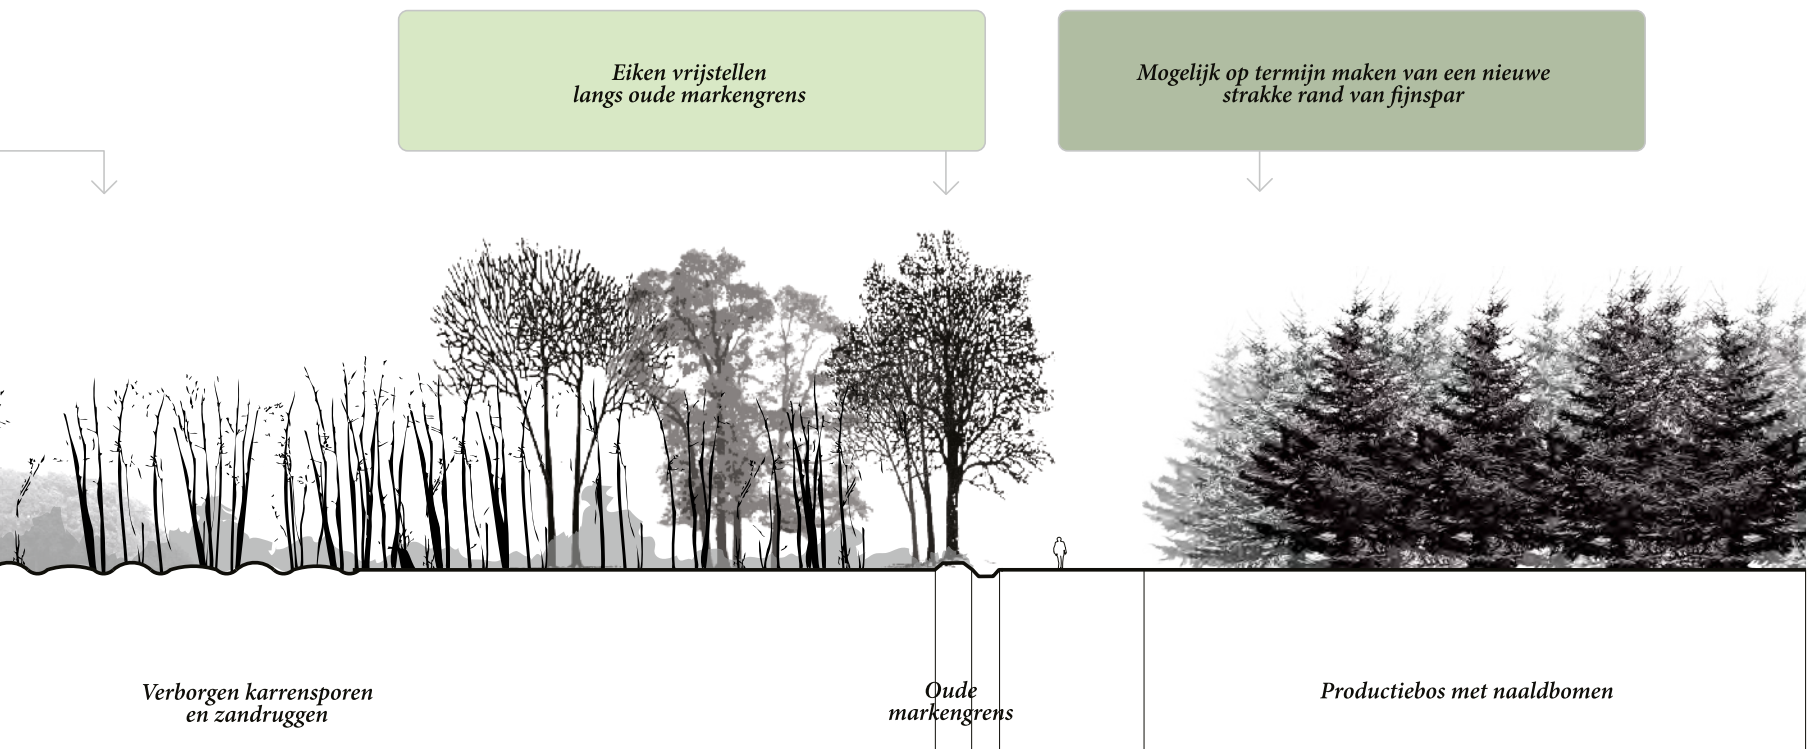 Eiken vrijstellen
langs oude markengrens
Mogelijk op termijn maken van een nieuwe
strakke rand van fijnspar
Verborgen karrensporen
en zandruggen
Oude
markengrens
Productiebos met naaldbomen